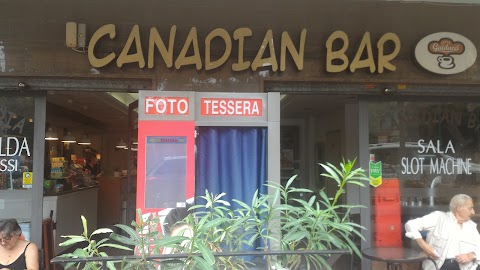 CANADIAN BAR
FOTO TESSERA
SALA
SLOT MACHINE